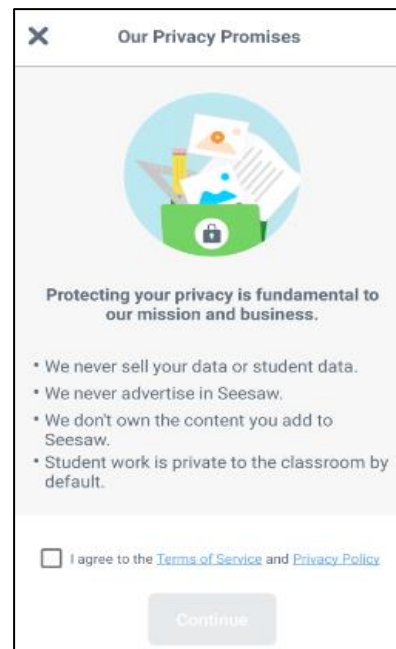 Our Privacy Promises
Protecting your privacy is fundamental to
our mission and business.
• We never sell your data or student data.
• We never advertise in Seesaw.
• We don't own the content you add to
Seesaw.
• Student work is private to the classroom by
default.
I agree to the Terms of Service and Privacy Policy
Continue